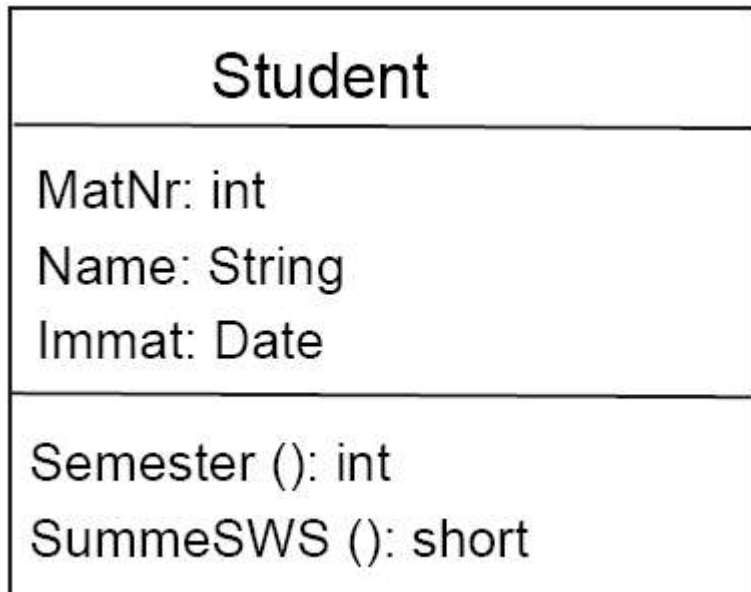 Student
MatNr: int
Name: String
Immat: Date
Semester (): int
SummeSWS (): short